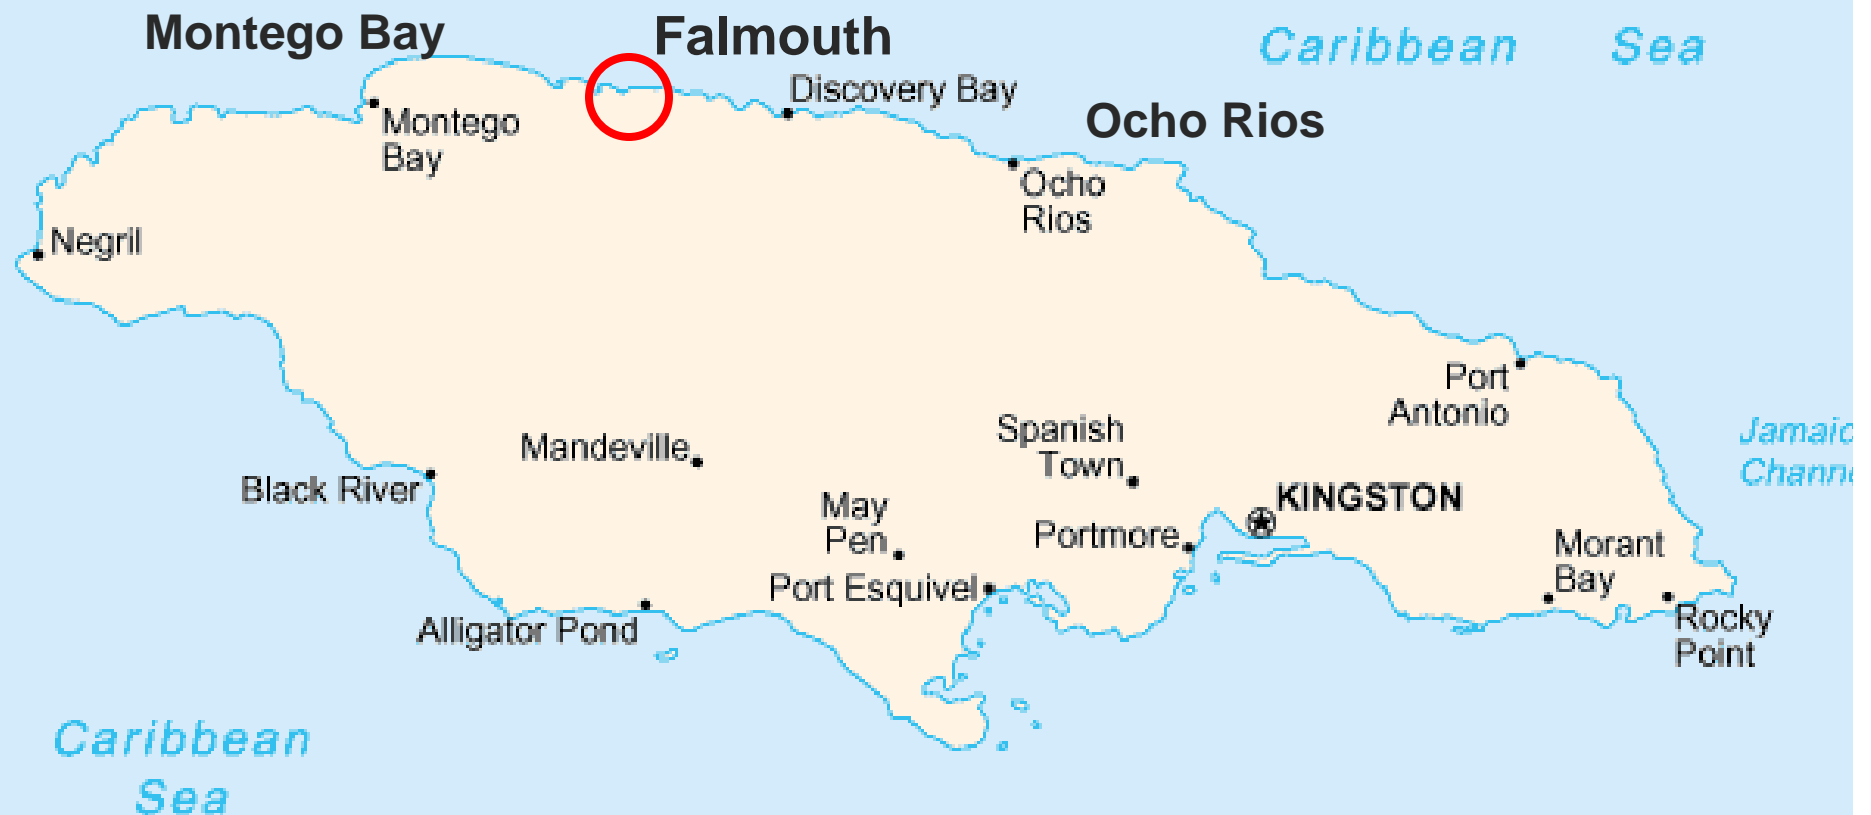 Montego Bay
Falmouth
Caribbean Sea
Discovery Bay
Ocho Rios
Montego
Bay
Ocho
Rios
Negril
Port
Antonio
Spanish
Town
Jamaic
Channe
Mandeville
Black River
KINGSTON
May
Pen
Portmore
Morant
Bay
Port Esquivel
Alligator Pond
Rocky
Point
Caribbean
Sea